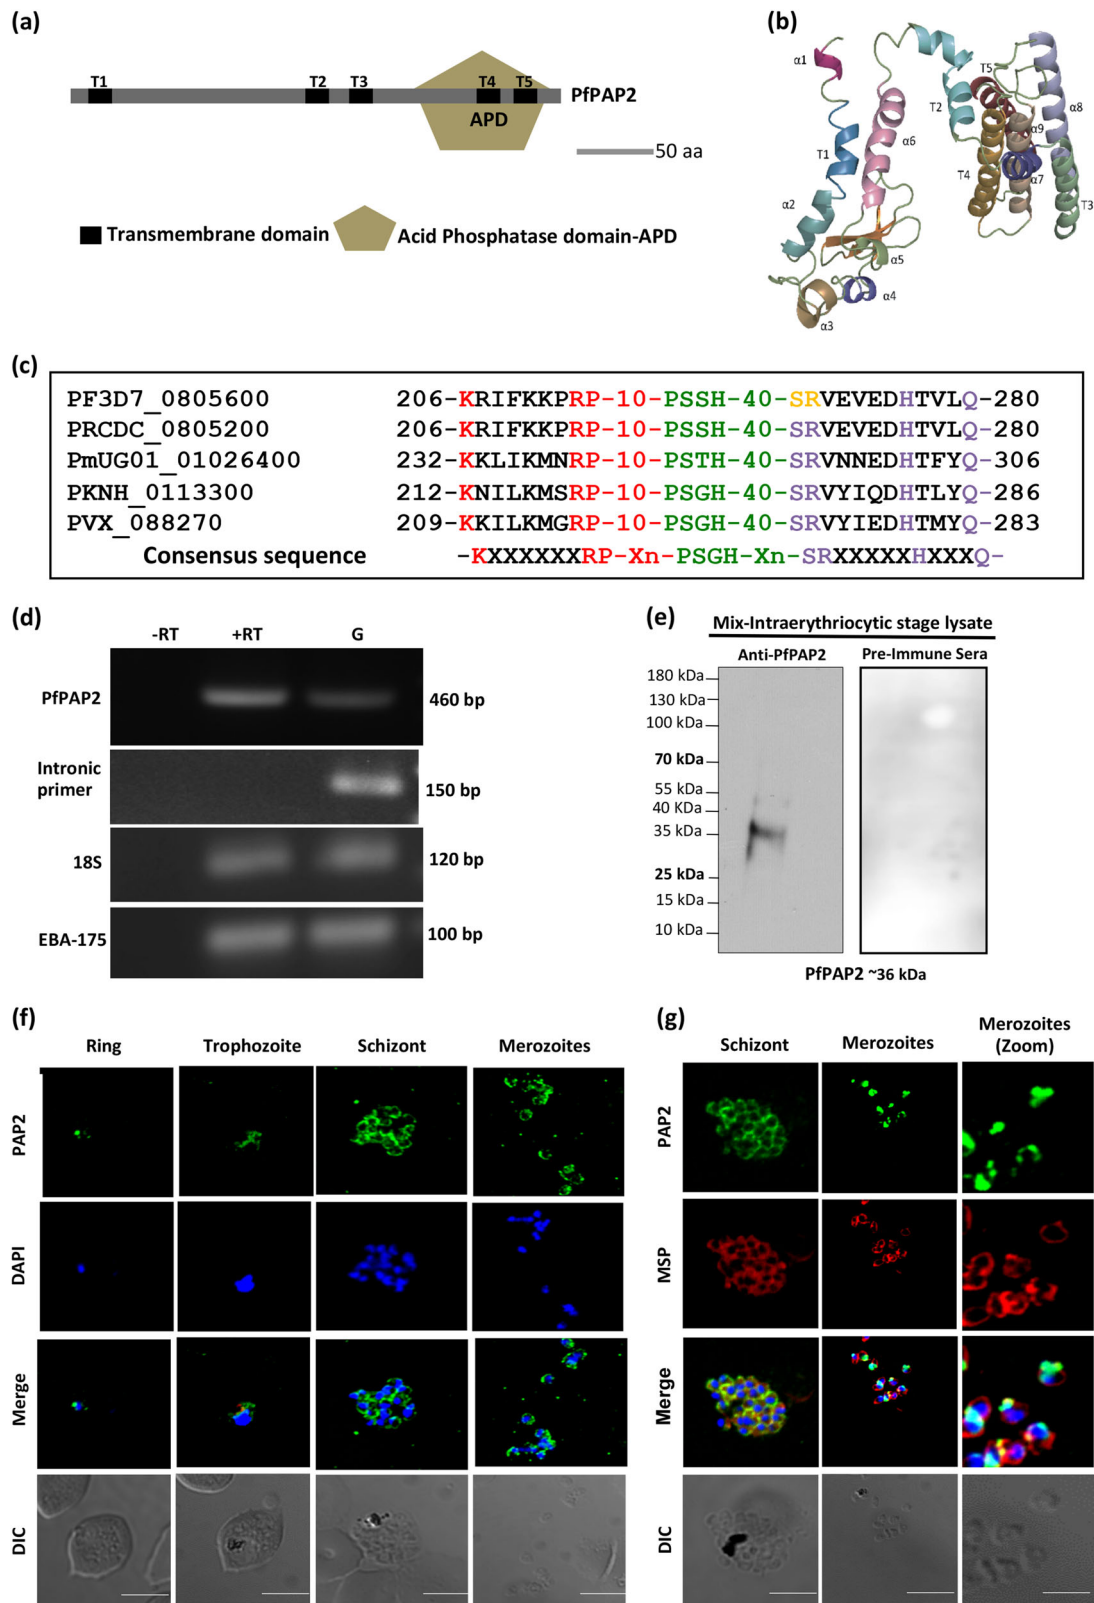 (a)
T1 T2 T3 T4 T5
PfPAP2
APD
50 aa
Transmembrane domain
Acid Phosphatase domain-APD
(b)
α1
T5
α8
T2
α9
α6
T1
T4
α7
α2
T3
α5
α4
α3
(c)
PF3D7_0805600 206-KRIFKKPRP-10-PSSH-40-SRVEVEDHTVLQ-280
PRCDC_0805200 206-KRIFKKPRP-10-PSSH-40-SRVEVEDHTVLQ-280
PmUG01_01026400 232-KKLIKMNRP-10-PSTH-40-SRVNNEDHTFYQ-306
PKNH_0113300 212-KNILKMSRP-10-PSGH-40-SRVYIQDHTLYQ-286
PVX_088270 209-KKILKMGRP-10-PSGH-40-SRVYIEDHTMYQ-283
Consensus sequence -KXXXXXXRP-Xn-PSGH-Xn-SRXXXXXHXXXQ-
(d)
-RT +RT G
PfPAP2 460 bp
Intronic
primer 150 bp
18S 120 bp
EBA-175 100 bp
(e)
Mix-Intraerythriocytic stage lysate
Anti-PfPAP2 Pre-Immune Sera
180 kDa
130 kDa
100 kDa
70 kDa
55 kDa
40 kDa
35 kDa
25 kDa
15 kDa
10 kDa
PfPAP2 ~36 kDa
(f)
Ring Trophozoite Schizont Merozoites
PAP2
DAPI
Merge
DIC
(g)
Schizont Merozoites Merozoites
(Zoom)
PAP2
MSP
Merge
DIC